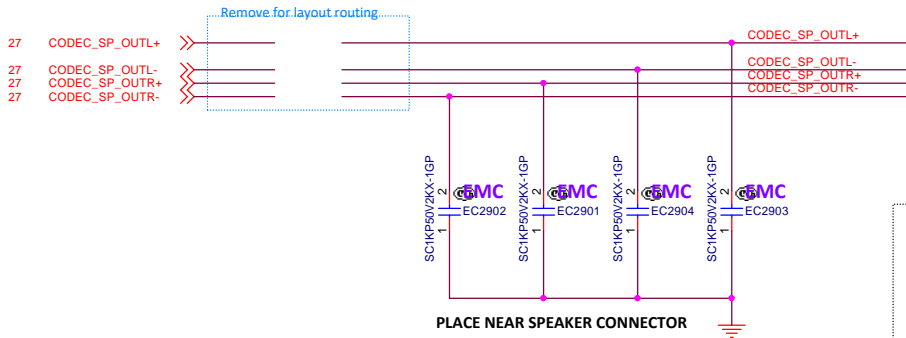 Remove for layout routing
27 CODEC_SP_OUTL+
CODEC_SP_OUTL+
27 CODEC_SP_OUTL-
CODEC_SP_OUTL-
27 CODEC_SP_OUTR+
CODEC_SP_OUTR+
27 CODEC_SP_OUTR-
CODEC_SP_OUTR-
SC1KP50V2KX-1GP
2
EMC
EC2902
1
SC1KP50V2KX-1GP
2
EMC
EC2901
1
SC1KP50V2KX-1GP
2
EMC
EC2904
1
SC1KP50V2KX-1GP
2
EMC
EC2903
1
PLACE NEAR SPEAKER CONNECTOR